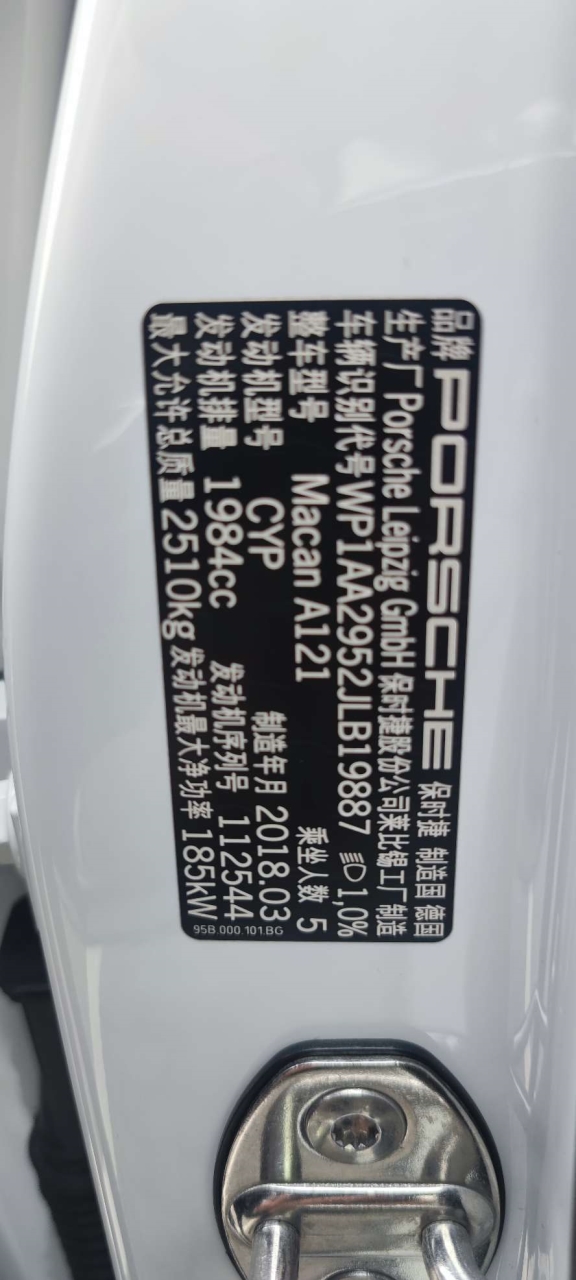 品牌 PORSCHE 保时捷 制造国 德国
生产厂 Porsche Leipzig GmbH 保时捷股份公司莱比锡工厂制造
车辆识别代号 WP1AA2952JLB19887 1,0%
整车型号 Macan A121 乘坐人数 5
发动机型号 CYP 制造年月 2018.03
发动机排量 1984cc 发动机序列号 112544
最大允许总质量 2510kg 发动机最大净功率 185kW
95B.000.101.BG